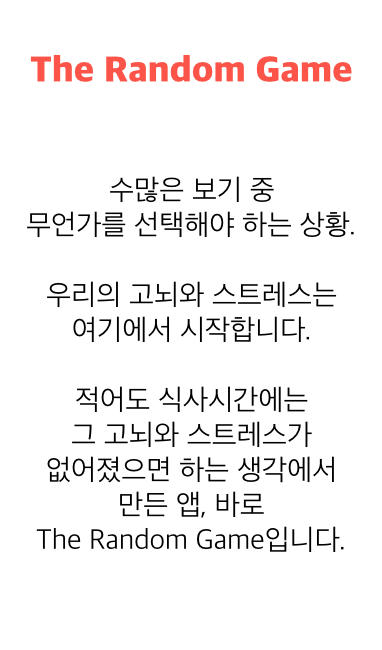 The Random Game
수많은 보기 중
무언가를 선택해야 하는 상황.
우리의 고뇌와 스트레스는
여기에서 시작합니다.
적어도 식사시간에는
그 고뇌와 스트레스가
없어졌으면 하는 생각에서
만든 앱, 바로
The Random Game입니다.